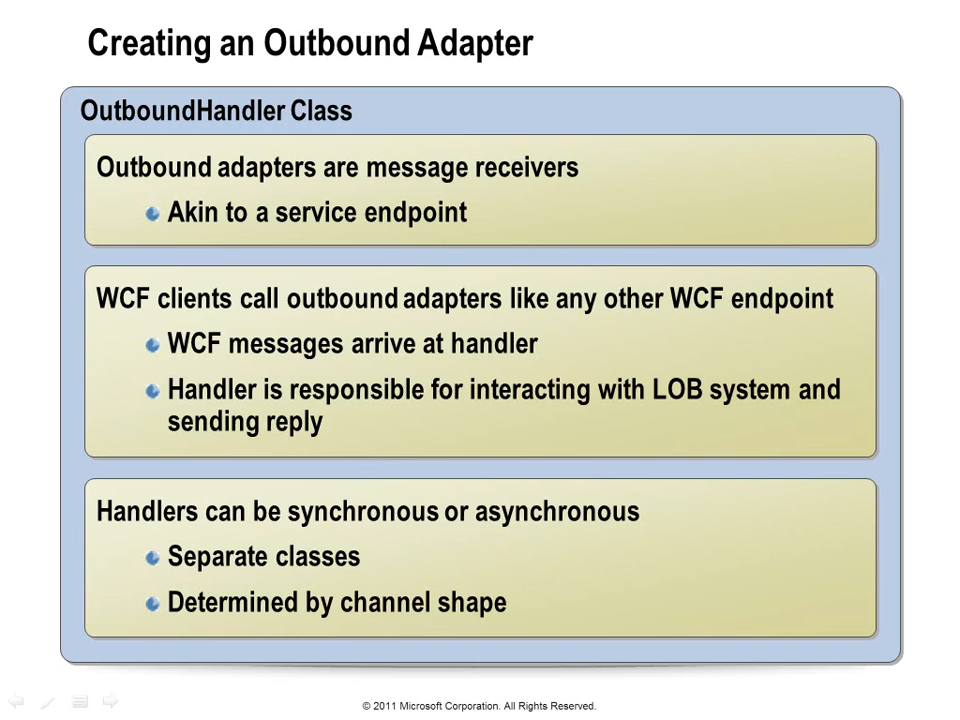 Creating an Outbound Adapter
OutboundHandler Class
Outbound adapters are message receivers
Akin to a service endpoint
WCF clients call outbound adapters like any other WCF endpoint
WCF messages arrive at handler
Handler is responsible for interacting with LOB system and
sending reply
Handlers can be synchronous or asynchronous
Separate classes
Determined by channel shape
© 2011 Microsoft Corporation. All Rights Reserved.